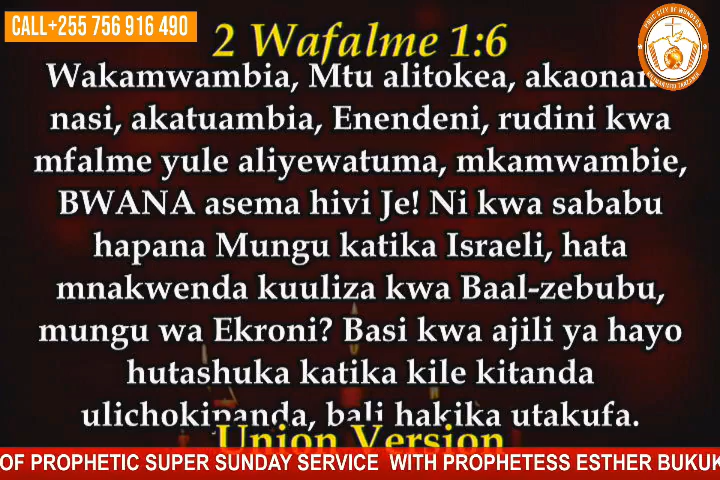 CALL+255 756 916 490
2 Wafalme 1:6
Wakamwambia, Mtu alitokea, akaonana
nasi, akatuambia, Enendeni, rudini kwa
mfalme yule aliyewatuma, mkamwambie,
BWANA asema hivi Je! Ni kwa sababu
hapana Mungu katika Israeli, hata
mnakwenda kuuliza kwa Baal-zebubu,
mungu wa Ekroni? Basi kwa ajili ya hayo
hutashuka katika kile kitanda
ulichokipanda, bali hakika utakufa.
Union Version
OF PROPHETIC SUPER SUNDAY SERVICE WITH PROPHETESS ESTHER BUKUK